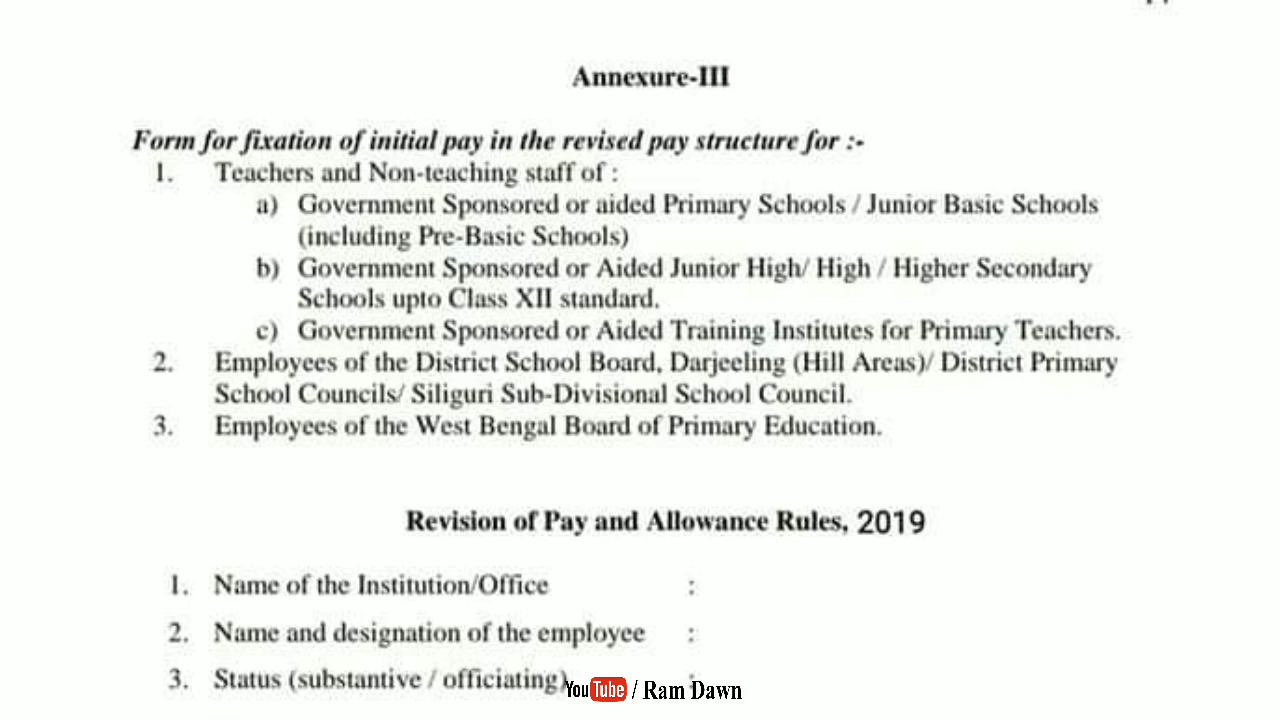 Annexure-III
Form for fixation of initial pay in the revised pay structure for :-
1. Teachers and Non-teaching staff of :
a) Government Sponsored or aided Primary Schools / Junior Basic Schools
(including Pre-Basic Schools)
b) Government Sponsored or Aided Junior High/ High / Higher Secondary
Schools upto Class XII standard.
c) Government Sponsored or Aided Training Institutes for Primary Teachers.
2. Employees of the District School Board, Darjeeling (Hill Areas)/ District Primary
School Councils/ Siliguri Sub-Divisional School Council.
3. Employees of the West Bengal Board of Primary Education.
Revision of Pay and Allowance Rules, 2019
1. Name of the Institution/Office :
2. Name and designation of the employee :
3. Status (substantive / officiating) :
YouTube / Ram Dawn